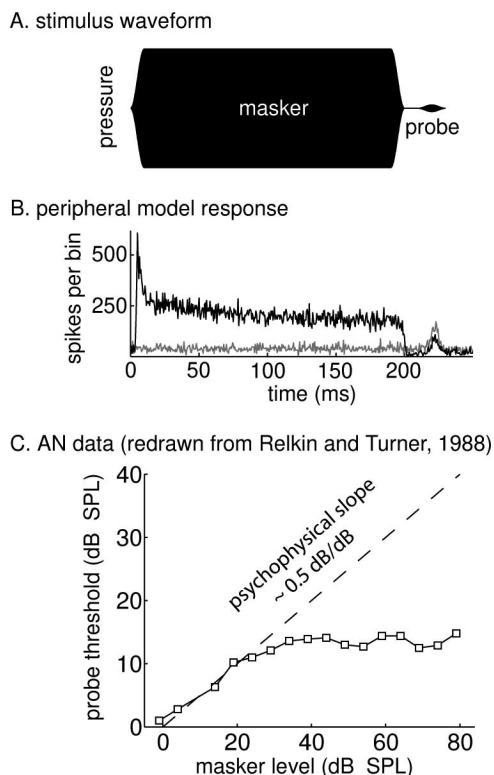 A. stimulus waveform
pressure
masker
probe
B. peripheral model response
spikes per bin
500
250
0 50 100 150 200
time (ms)
C. AN data (redrawn from Relkin and Turner, 1988)
probe threshold (dB SPL)
40
30
20
10
0
psychophysical slope
~ 0.5 dB/dB
0 20 40 60 80
masker level (dB SPL)